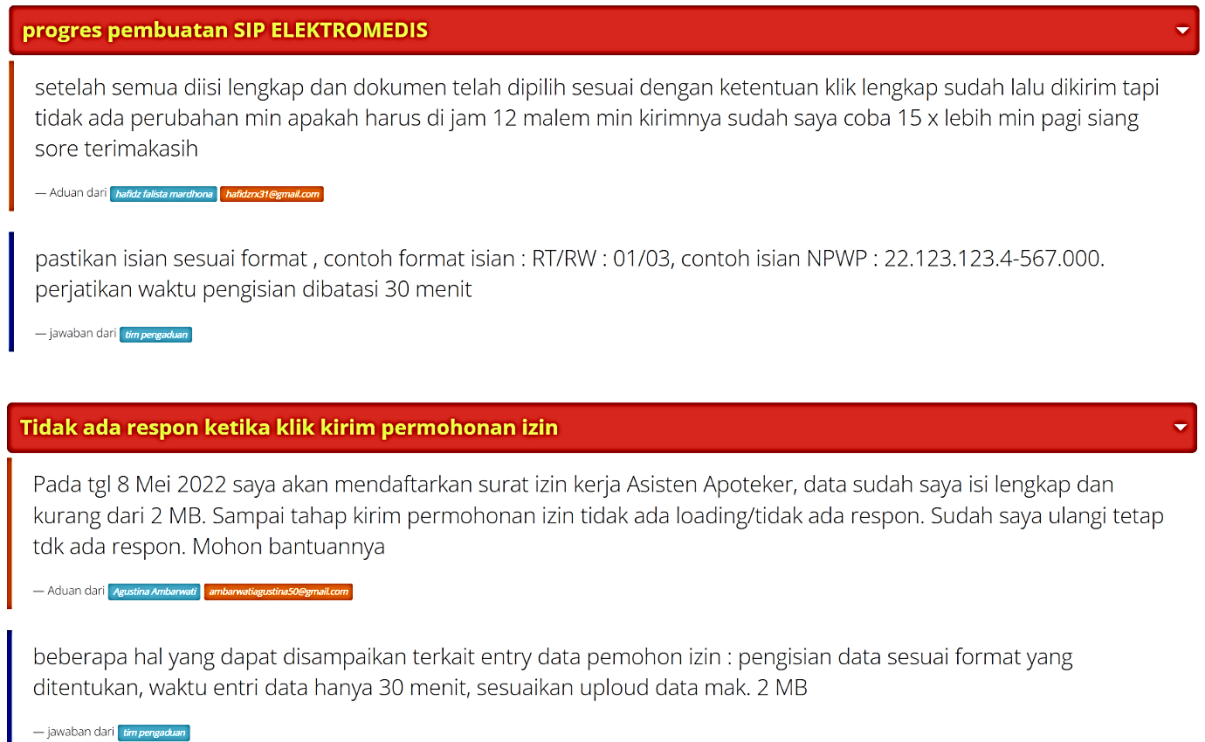 progres pembuatan SIP ELEKTROMEDIS
setelah semua diisi lengkap dan dokumen telah dipilih sesuai dengan ketentuan klik lengkap sudah lalu dikirim tapi
tidak ada perubahan min apakah harus di jam 12 malem min kirimnya sudah saya coba 15 x lebih min pagi siang
sore terimakasih
— Aduan dari hafidz falista mardhona hafidzrx31@gmail.com
pastikan isian sesuai format , contoh format isian : RT/RW : 01/03, contoh isian NPWP : 22.123.123.4-567.000.
perjatikan waktu pengisian dibatasi 30 menit
— jawaban dari tim pengaduan
Tidak ada respon ketika klik kirim permohonan izin
Pada tgl 8 Mei 2022 saya akan mendaftarkan surat izin kerja Asisten Apoteker, data sudah saya isi lengkap dan
kurang dari 2 MB. Sampai tahap kirim permohonan izin tidak ada loading/tidak ada respon. Sudah saya ulangi tetap
tdk ada respon. Mohon bantuannya
— Aduan dari Agustina Ambarwati ambarwatiagustina50@gmail.com
beberapa hal yang dapat disampaikan terkait entry data pemohon izin : pengisian data sesuai format yang
ditentukan, waktu entri data hanya 30 menit, sesuaikan uploud data mak. 2 MB
— jawaban dari tim pengaduan